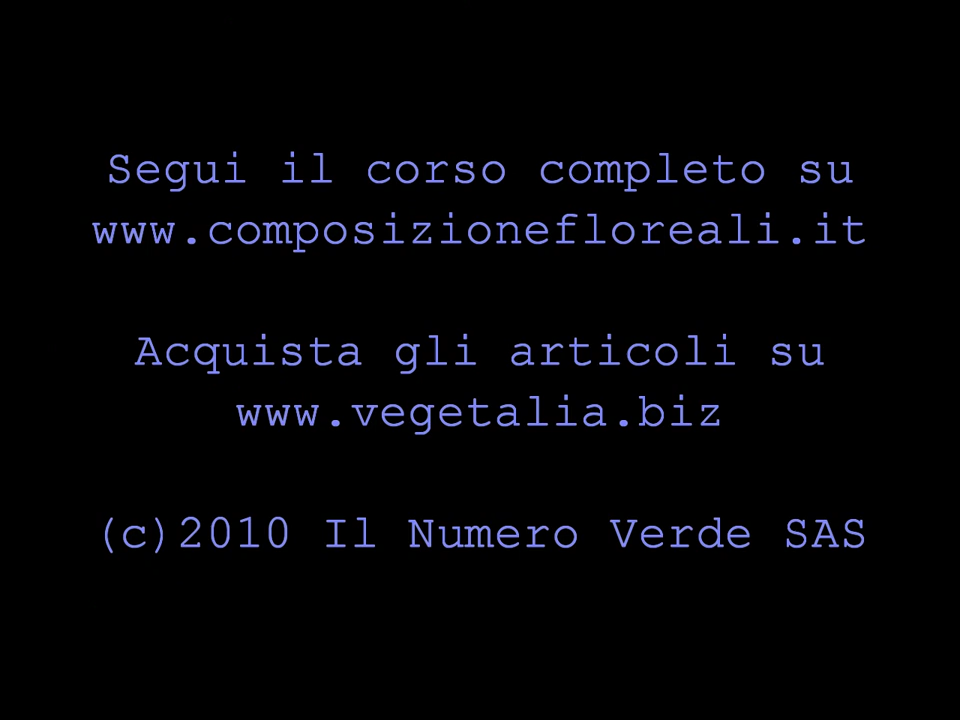 Segui il corso completo su
www.composizionefloreali.it
Acquista gli articoli su
www.vegetalia.biz
(c)2010 Il Numero Verde SAS